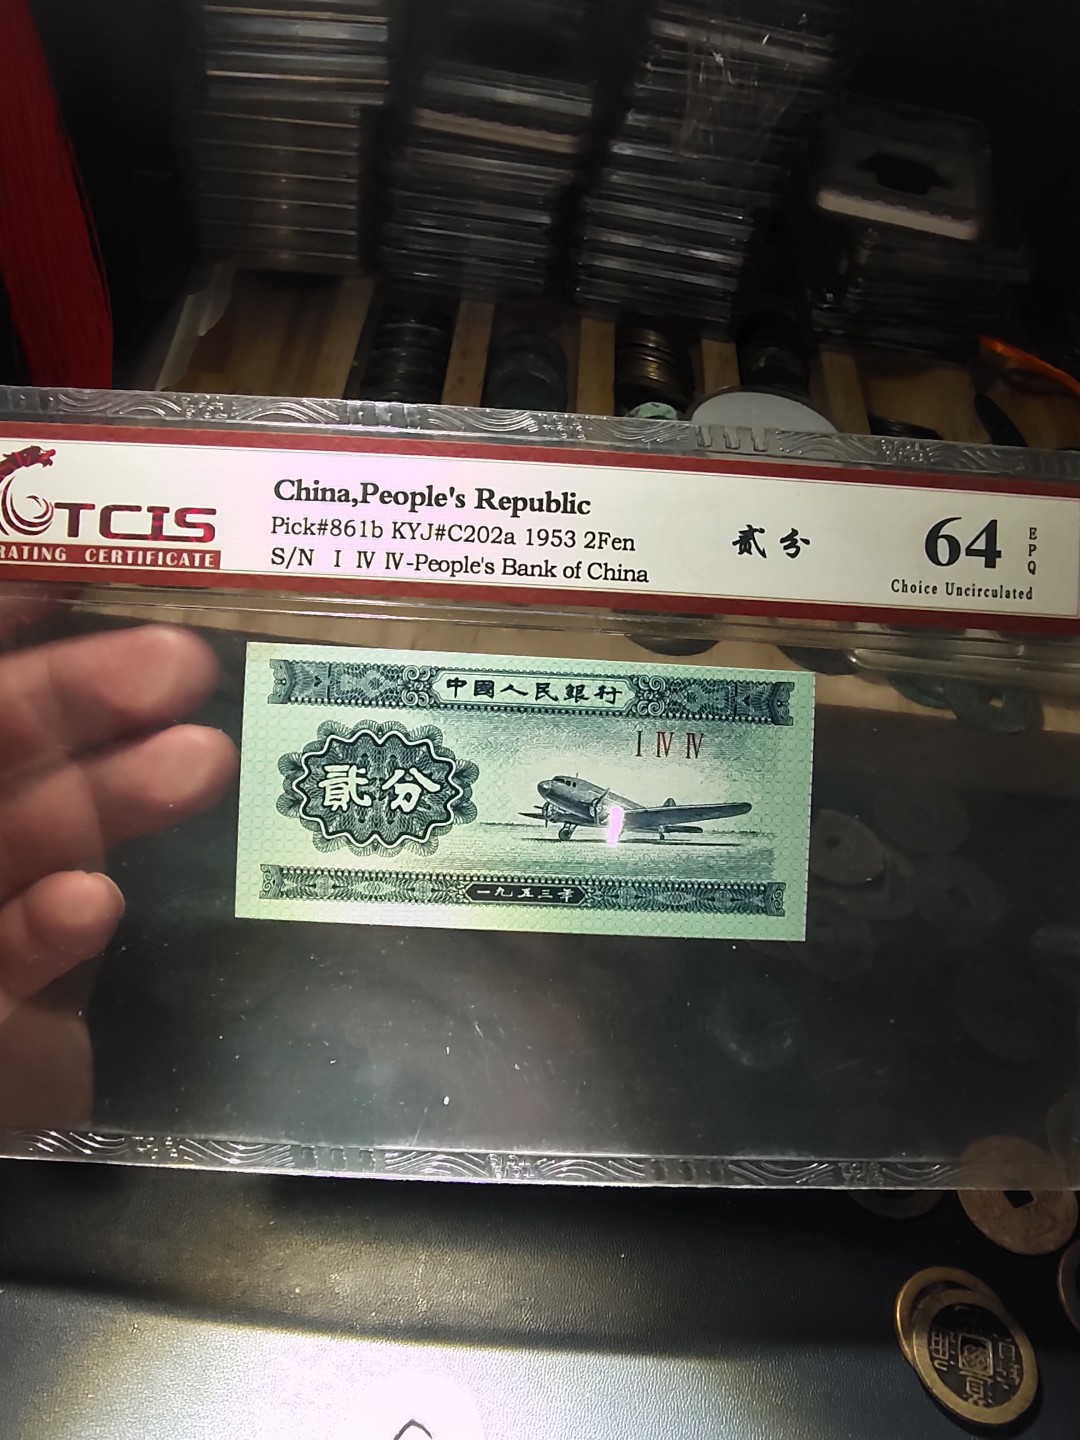 TCIS
RATING CERTIFICATE
China,People's Republic
Pick#861b KYJ#C202a 1953 2Fen
S/N Ⅰ Ⅳ Ⅳ-People's Bank of China
贰分
64
EPQ
Choice Uncirculated
中國人民銀行
Ⅰ Ⅳ Ⅳ
貳分
一九五三年